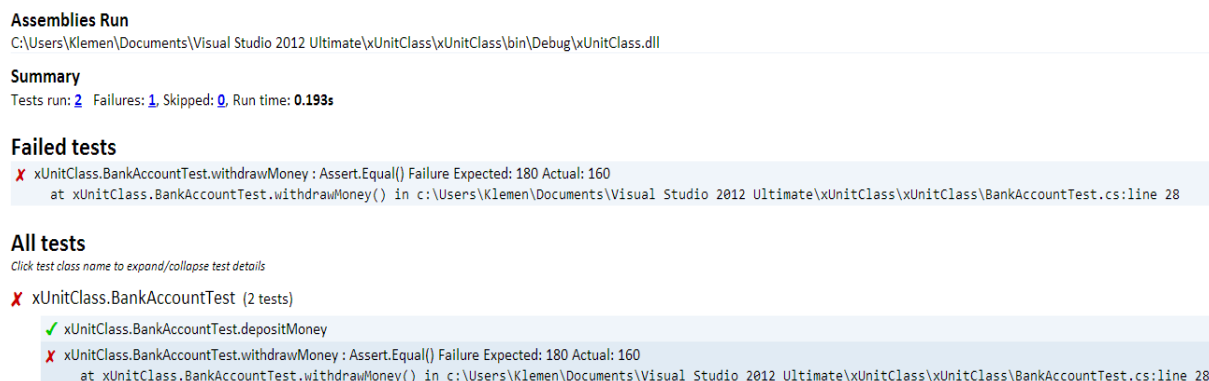 Assemblies Run
C:\Users\Klemen\Documents\Visual Studio 2012 Ultimate\xUnitClass\xUnitClass\bin\Debug\xUnitClass.dll
Summary
Tests run: 2 Failures: 1, Skipped: 0, Run time: 0.193s
Failed tests
✗ xUnitClass.BankAccountTest.withdrawMoney : Assert.Equal() Failure Expected: 180 Actual: 160
at xUnitClass.BankAccountTest.withdrawMoney() in c:\Users\Klemen\Documents\Visual Studio 2012 Ultimate\xUnitClass\xUnitClass\BankAccountTest.cs:line 28
All tests
Click test class name to expand/collapse test details
✗ xUnitClass.BankAccountTest (2 tests)
✓ xUnitClass.BankAccountTest.depositMoney
✗ xUnitClass.BankAccountTest.withdrawMoney : Assert.Equal() Failure Expected: 180 Actual: 160
at xUnitClass.BankAccountTest.withdrawMoney() in c:\Users\Klemen\Documents\Visual Studio 2012 Ultimate\xUnitClass\xUnitClass\BankAccountTest.cs:line 28